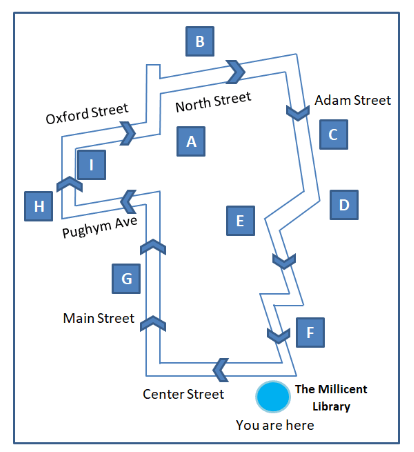 B
Oxford Street
North Street
Adam Street
A
C
I
H
D
E
Pughym Ave
G
Main Street
F
Center Street
The Millicent
Library
You are here